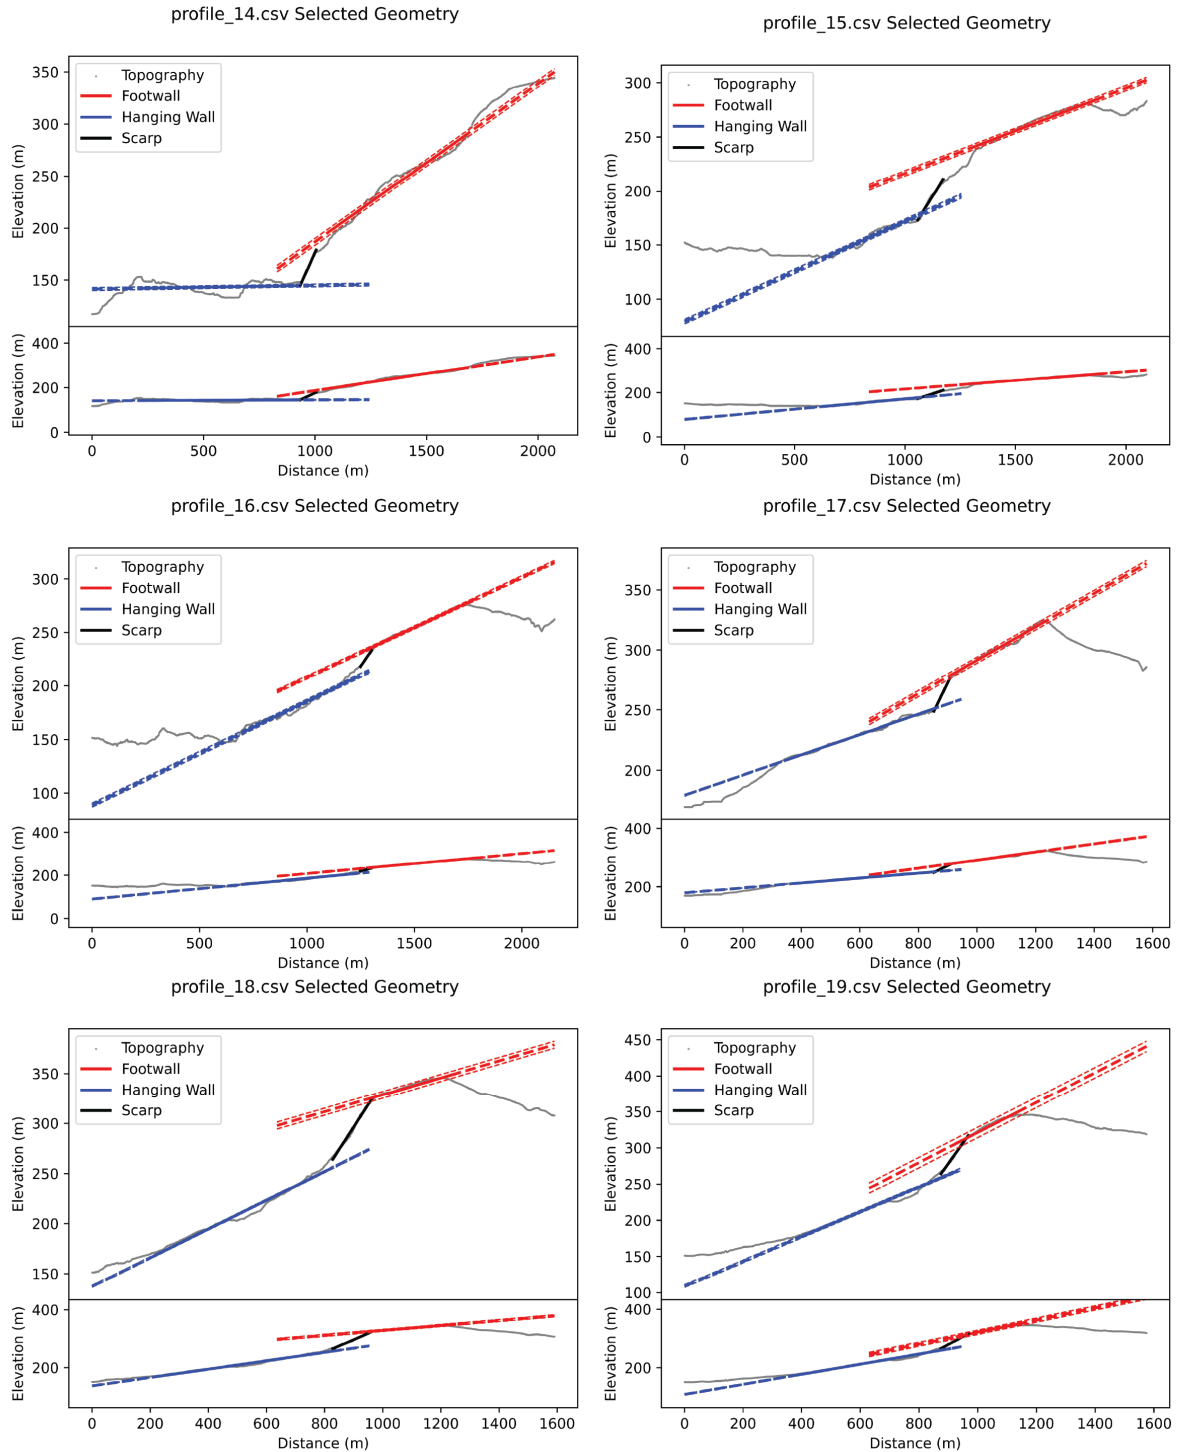 profile_14.csv Selected Geometry
Elevation (m)
350
300
250
200
150
Topography
Footwall
Hanging Wall
Scarp
Elevation (m)
400
200
0
0 500 1000 1500 2000
Distance (m)
profile_15.csv Selected Geometry
Elevation (m)
300
250
200
150
100
Topography
Footwall
Hanging Wall
Scarp
Elevation (m)
400
200
0
0 500 1000 1500 2000
Distance (m)
profile_16.csv Selected Geometry
Elevation (m)
300
250
200
150
100
Topography
Footwall
Hanging Wall
Scarp
Elevation (m)
400
200
0
0 500 1000 1500 2000
Distance (m)
profile_17.csv Selected Geometry
Elevation (m)
350
300
250
200
Topography
Footwall
Hanging Wall
Scarp
Elevation (m)
400
200
0 200 400 600 800 1000 1200 1400 1600
Distance (m)
profile_18.csv Selected Geometry
Elevation (m)
350
300
250
200
150
Topography
Footwall
Hanging Wall
Scarp
Elevation (m)
400
200
0 200 400 600 800 1000 1200 1400 1600
Distance (m)
profile_19.csv Selected Geometry
Elevation (m)
450
400
350
300
250
200
150
100
Topography
Footwall
Hanging Wall
Scarp
Elevation (m)
400
200
0 200 400 600 800 1000 1200 1400 1600
Distance (m)